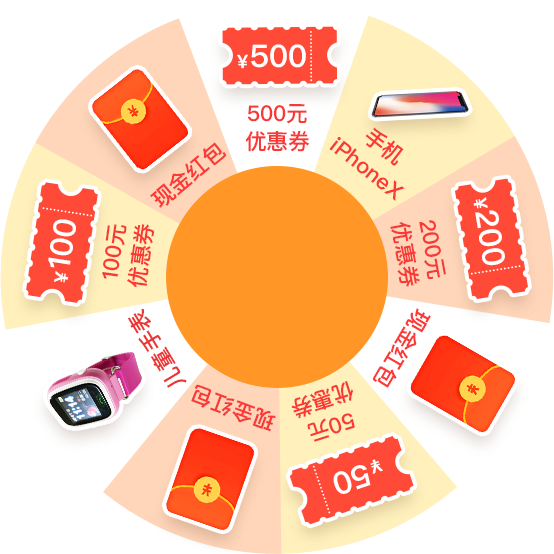 ¥500
500元
优惠券
手机
iPhoneX
¥200
200元
优惠券
现金红包
¥50
50元
优惠券
现金红包
儿童手表
¥100
100元
优惠券
现金红包